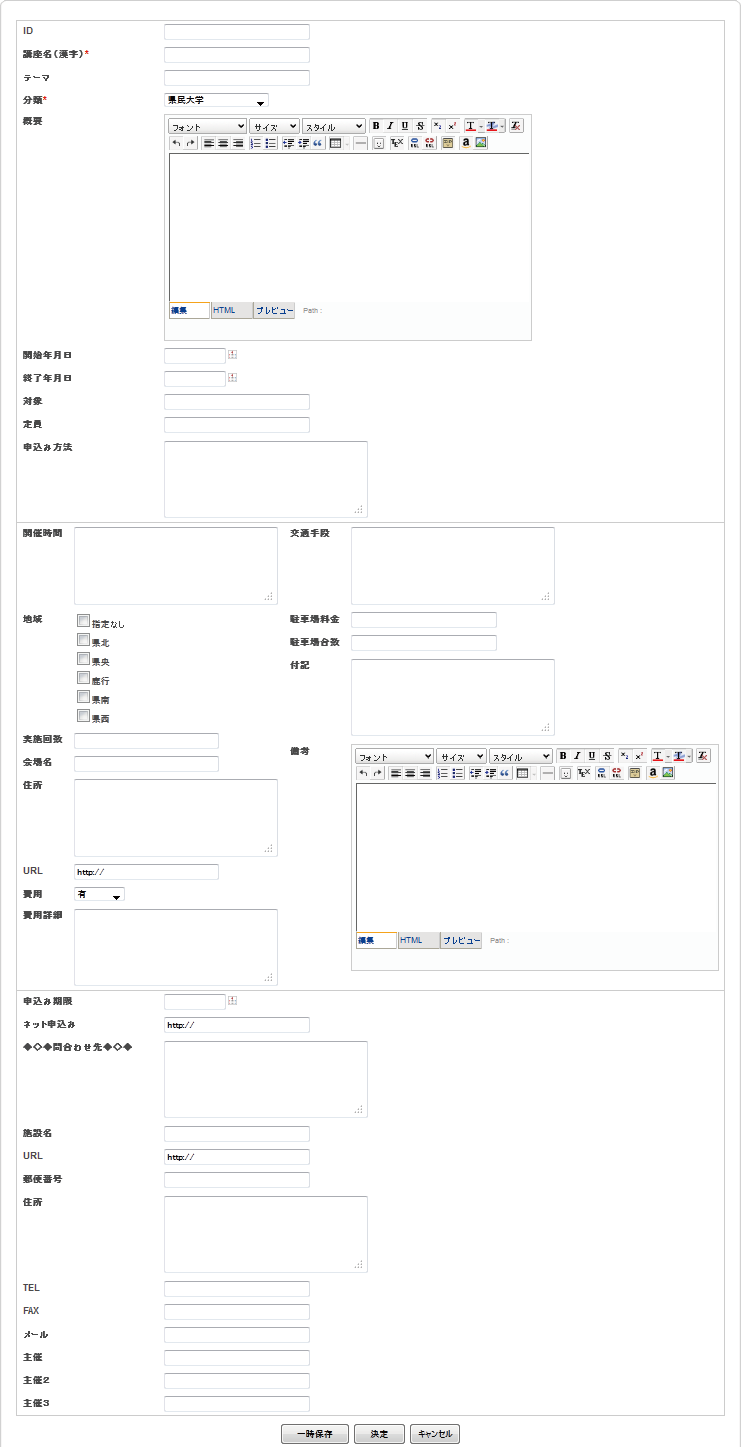 ID
講座名(漢字)*
テーマ
分類*
県民大学
概要
フォント サイズ スタイル B I U S
編集 HTML プレビュー Path :
開始年月日
終了年月日
対象
定員
申込み方法
開催時間
地域
指定なし
県北
県央
鹿行
県南
県西
実施回数
会場名
住所
URL
http://
費用
有
費用詳細
交通手段
駐車場料金
駐車場台数
付記
備考
フォント サイズ スタイル B I U S
編集 HTML プレビュー Path :
申込み期限
ネット申込み
http://
◆◇◆問合わせ先◆◇◆
施設名
URL
http://
郵便番号
住所
TEL
FAX
メール
主催
主催2
主催3
一時保存 決定 キャンセル